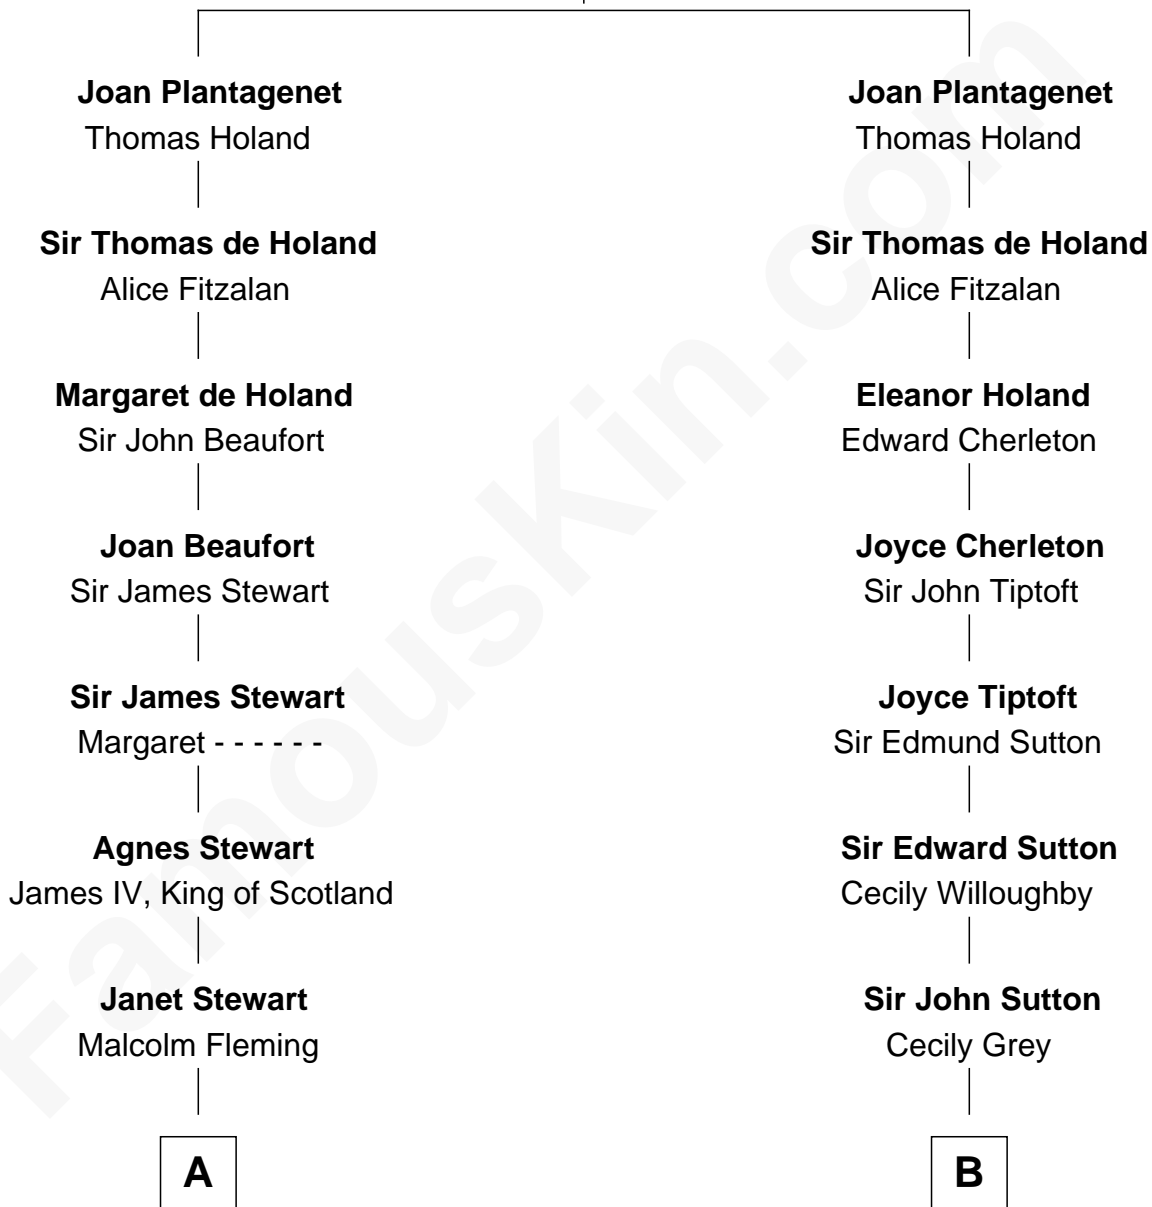 Joan Plantagenet
Thomas Holand
Sir Thomas de Holand
Alice Fitzalan
Margaret de Holand
Sir John Beaufort
Joan Beaufort
Sir James Stewart
Sir James Stewart
Margaret - - - - - -
Agnes Stewart
James IV, King of Scotland
Janet Stewart
Malcolm Fleming
A
Joan Plantagenet
Thomas Holand
Sir Thomas de Holand
Alice Fitzalan
Eleanor Holand
Edward Cherleton
Joyce Cherleton
Sir John Tiptoft
Joyce Tiptoft
Sir Edmund Sutton
Sir Edward Sutton
Cecily Willoughby
Sir John Sutton
Cecily Grey
B
FamousKin.com